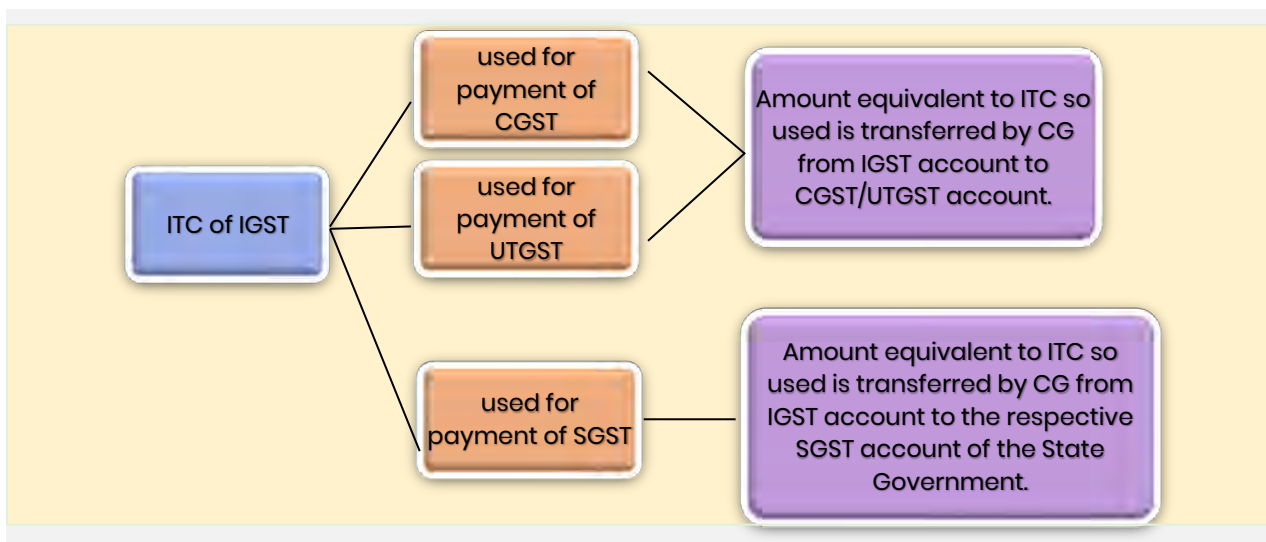 ITC of IGST
used for
payment of
CGST
used for
payment of
UTGST
used for
payment of SGST
Amount equivalent to ITC so
used is transferred by CG
from IGST account to
CGST/UTGST account.
Amount equivalent to ITC so
used is transferred by CG from
IGST account to the respective
SGST account of the State
Government.